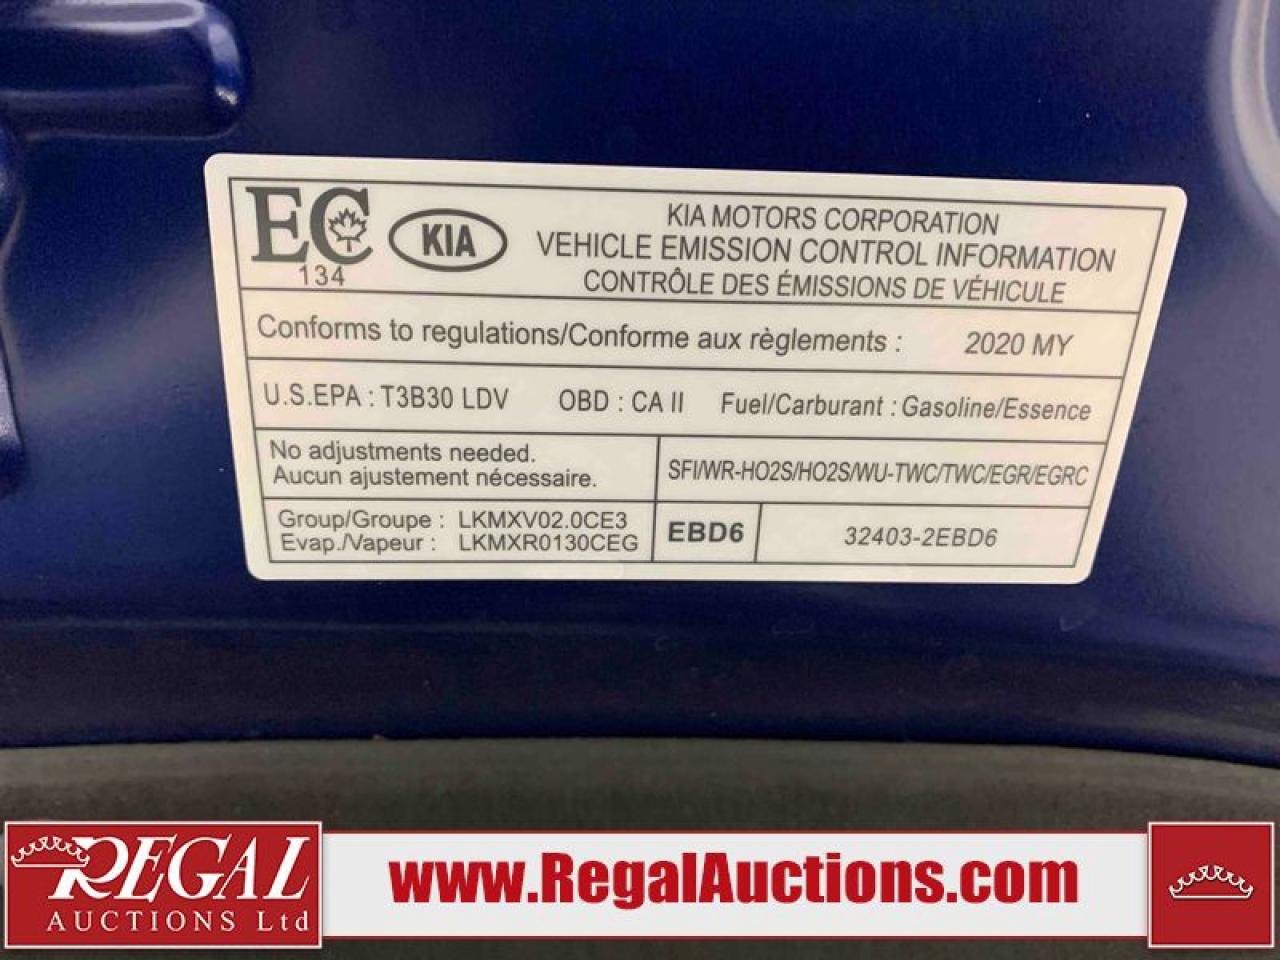 EC
134
KIA
KIA MOTORS CORPORATION
VEHICLE EMISSION CONTROL INFORMATION
CONTRÔLE DES ÉMISSIONS DE VÉHICULE
Conforms to regulations/Conforme aux règlements : 2020 MY
U.S.EPA : T3B30 LDV OBD : CA II Fuel/Carburant : Gasoline/Essence
No adjustments needed.
Aucun ajustement nécessaire.
SFI/WR-HO2S/HO2S/WU-TWC/TWC/EGR/EGRC
Group/Groupe : LKMXV02.0CE3
Evap./Vapeur : LKMXR0130CEG
EBD6
32403-2EBD6
REGAL
AUCTIONS Ltd
www.RegalAuctions.com